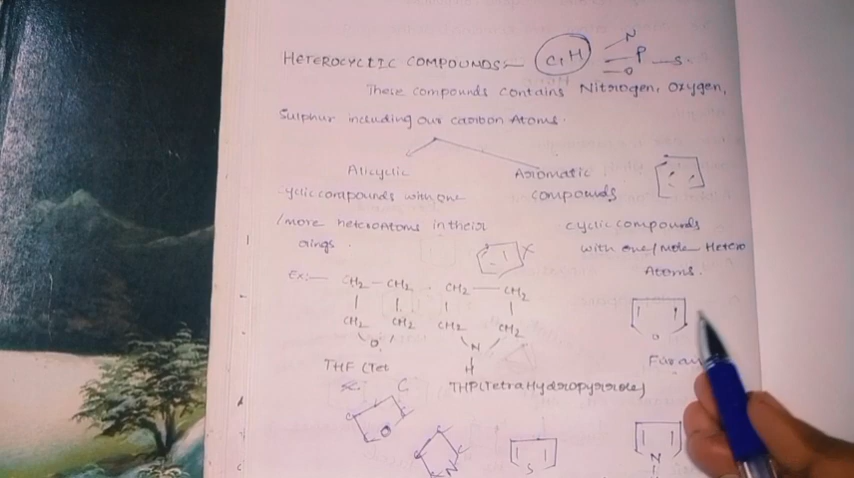 HETEROCYCLIC COMPOUNDS:- C,H N P O S.
These compounds contains Nitrogen, Oxygen,
Sulphur including our carbon Atoms.
Alicyclic
Aromatic
compounds
cyclic compounds with one
/more heteroAtoms in their
rings.
cyclic compounds
with one/more Hetero
Atoms.
X
Ex:- CH2 - CH2 CH2 CH2
CH2 CH2 CH2 CH2
O N
H
O
THF (Tet
Furan
THP(TetraHydropyrrole)
C C
C
O
N
S
N